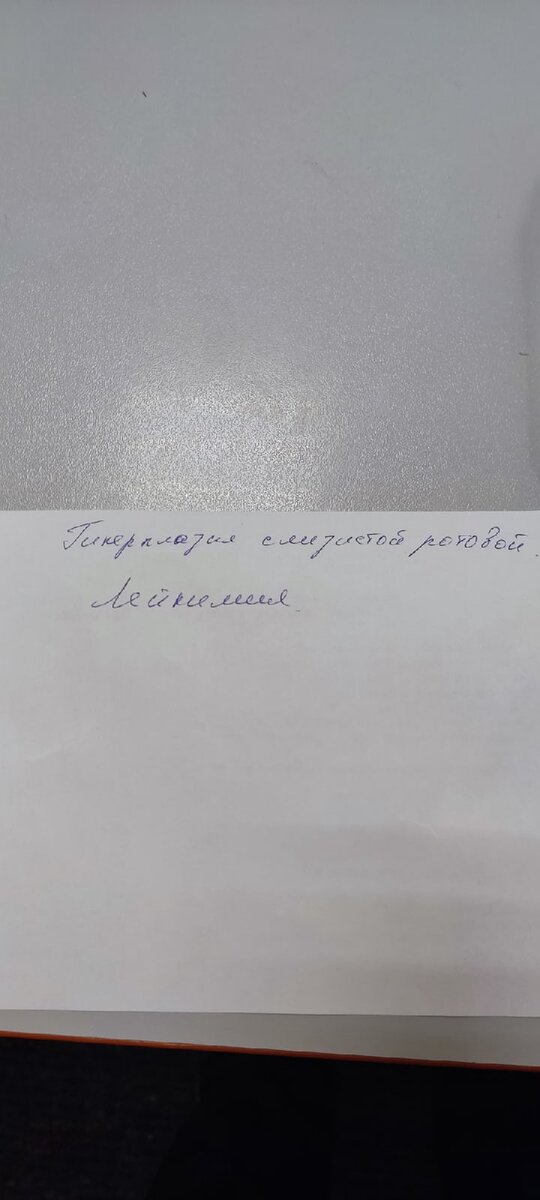 Гиперплазия слизистой ротовой.
Лейкемия.